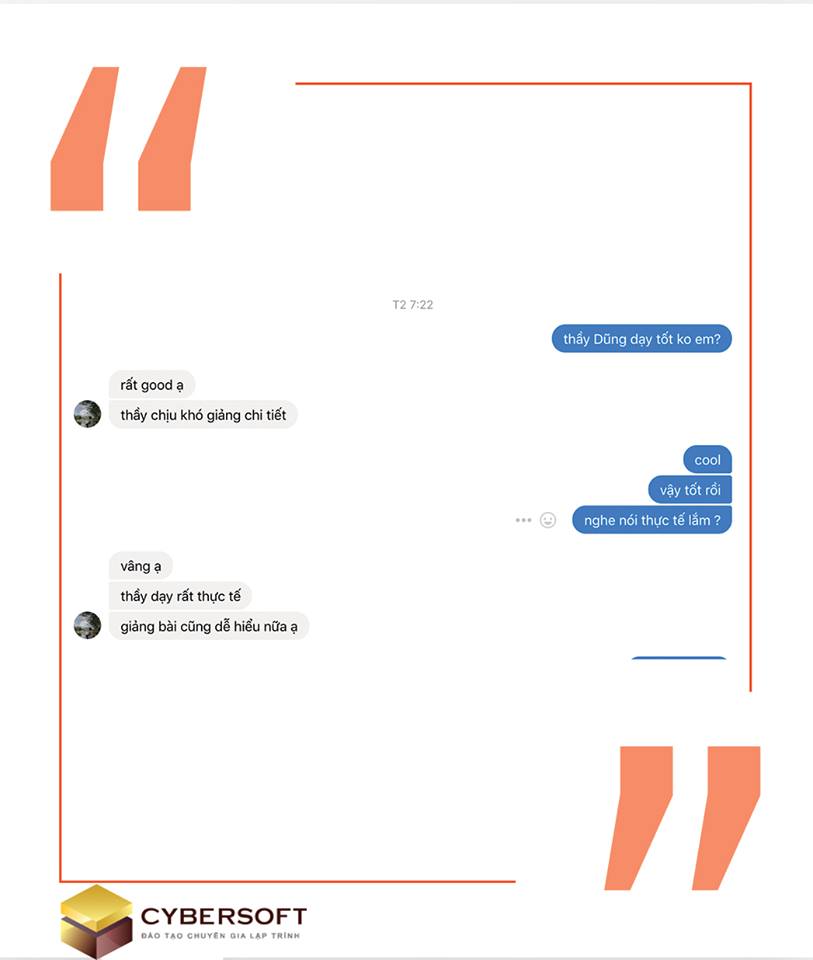 T2 7:22
thầy Dũng dạy tốt ko em?
rất good ạ
thầy chịu khó giảng chi tiết
cool
vậy tốt rồi
nghe nói thực tế lắm ?
vâng ạ
thầy dạy rất thực tế
giảng bài cũng dễ hiểu nữa ạ
CYBERSOFT
ĐÀO TẠO CHUYÊN GIA LẬP TRÌNH